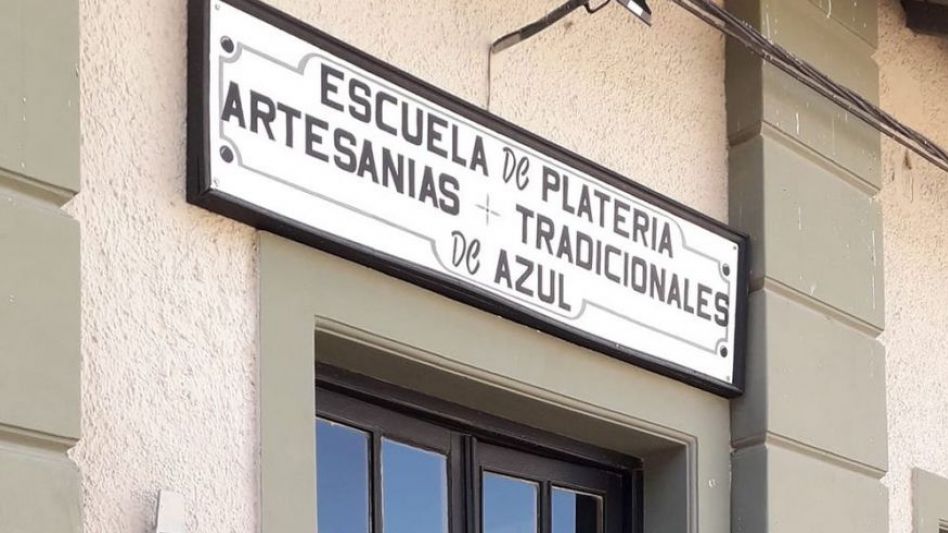 ESCUELA DE PLATERIA
ARTESANIAS + TRADICIONALES
DE AZUL